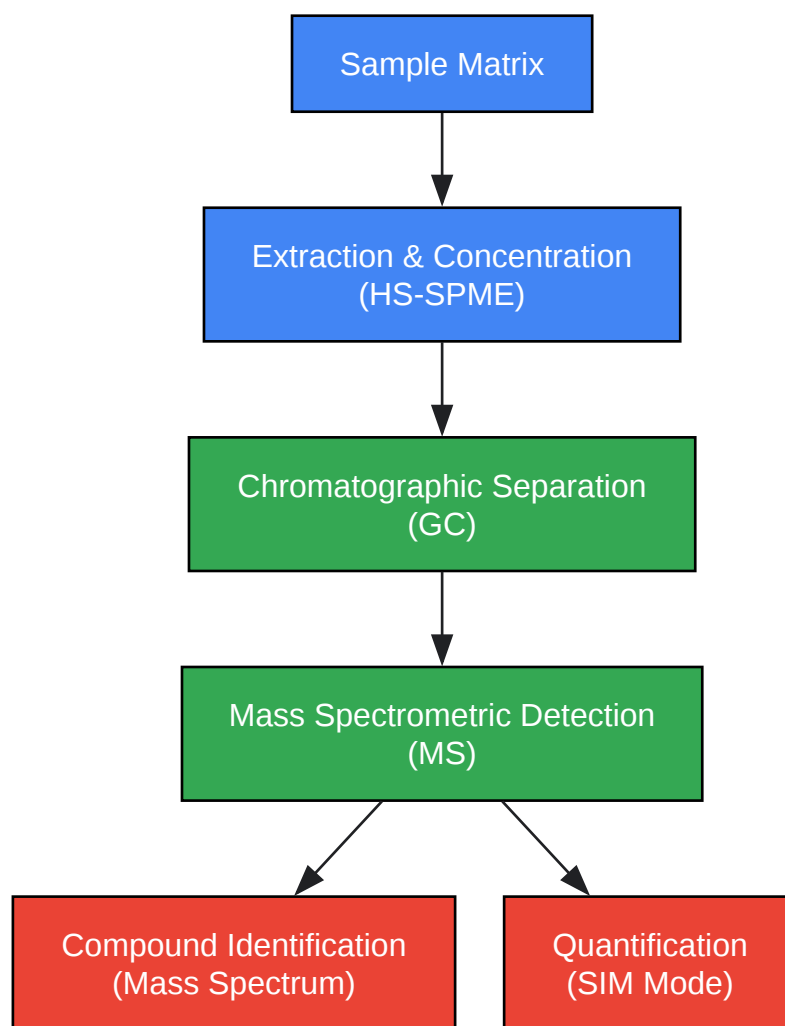 Sample Matrix
Extraction & Concentration
(HS-SPME)
Chromatographic Separation
(GC)
Mass Spectrometric Detection
(MS)
Compound Identification
(Mass Spectrum)
Quantification
(SIM Mode)